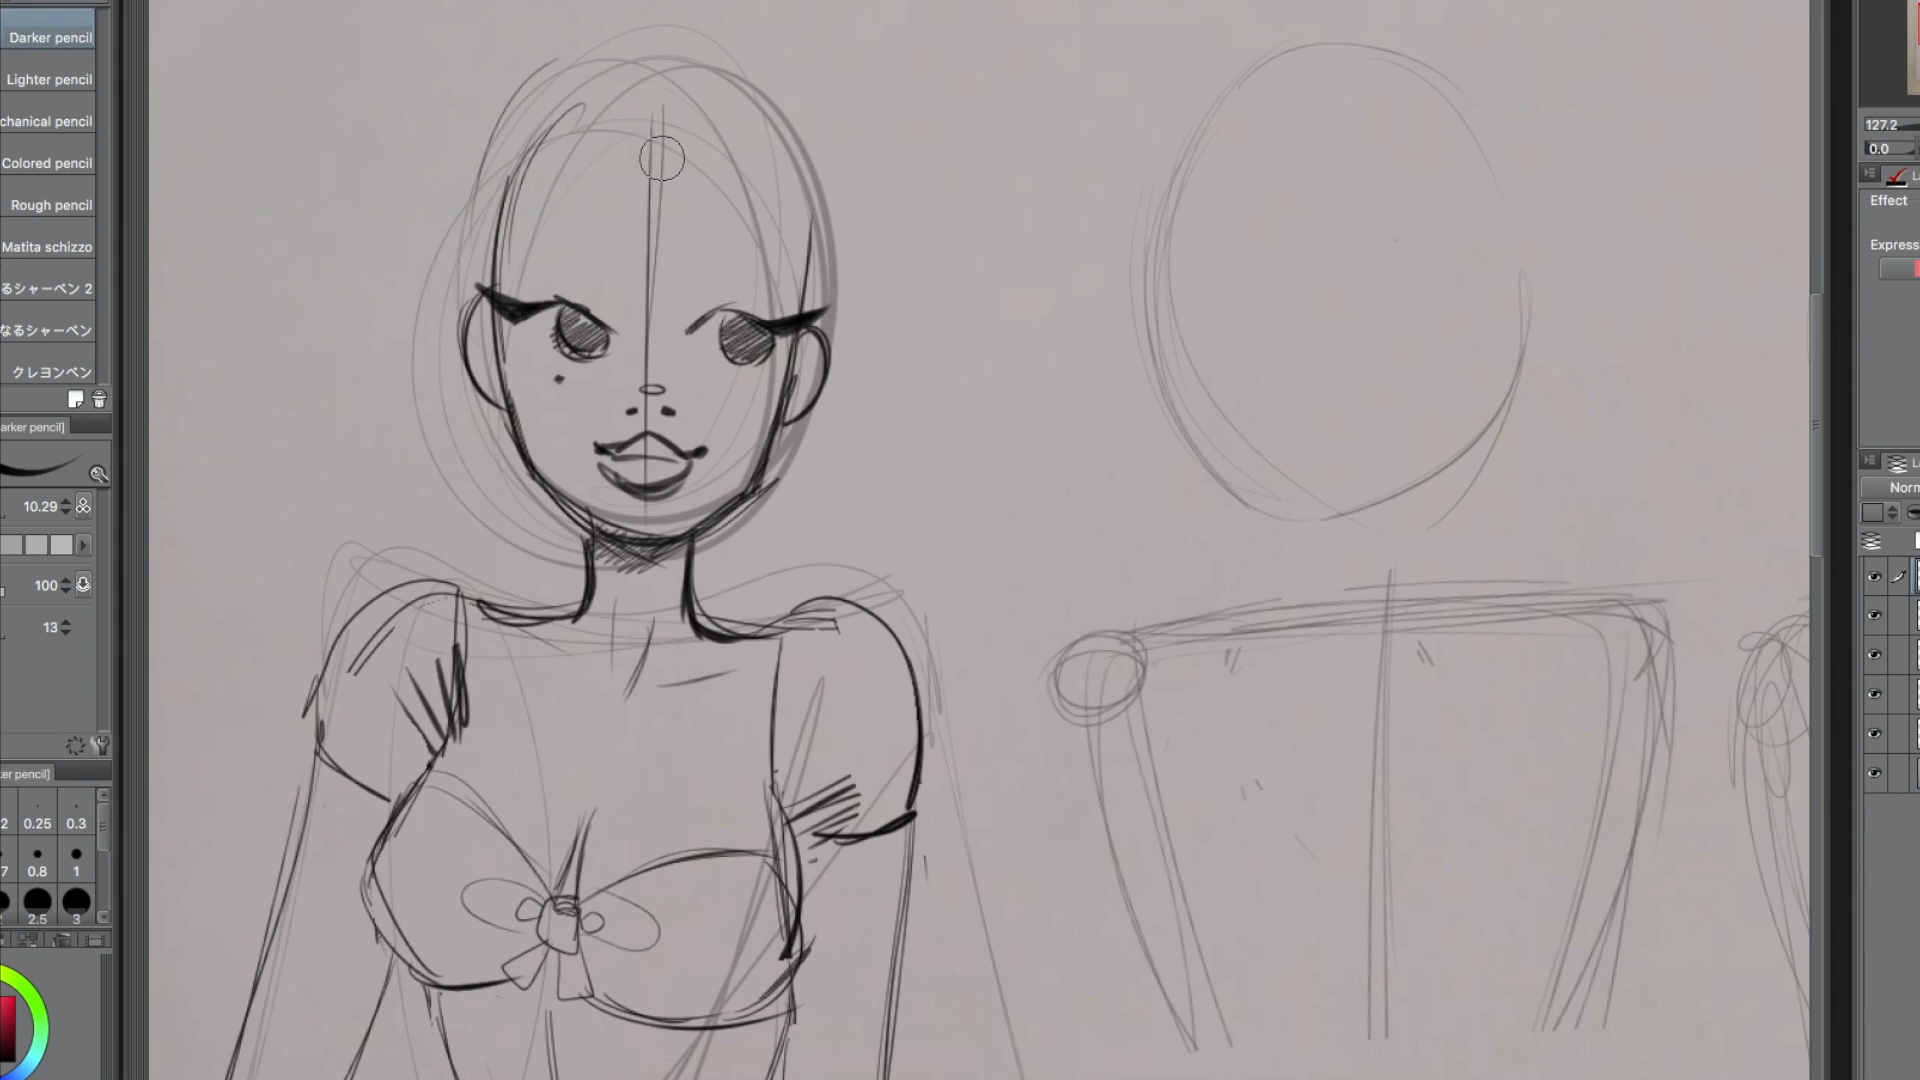 Darker pencil
Lighter pencil
chanical pencil
Colored pencil
Rough pencil
Matita schizzo
るシャーペン 2
なるシャーペン
クレヨンペン
arker pencil]
10.29
100
13
ker pencil]
2 0.25 0.3
7 0.8 1
2.5 3
127.2
0.0
Effect
Express
Norn